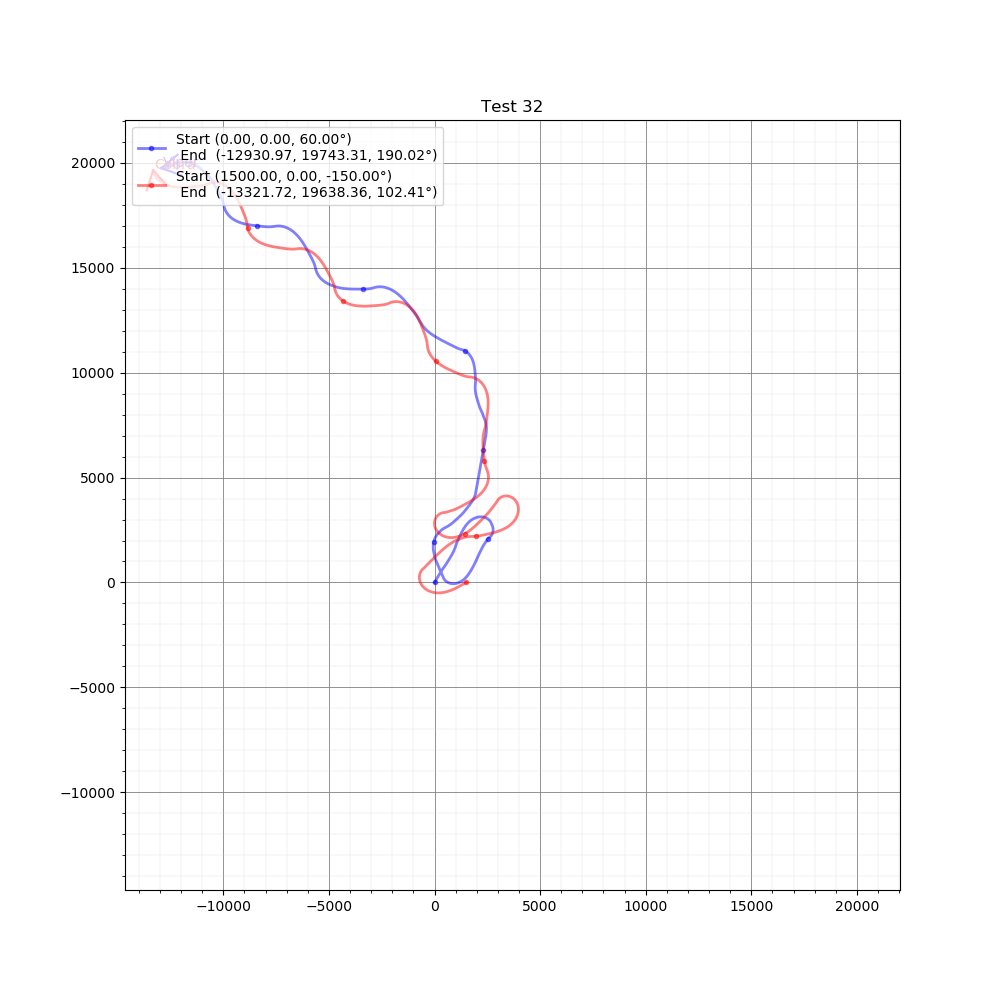 Test 32
Start (0.00, 0.00, 60.00°)
End (-12930.97, 19743.31, 190.02°)
Start (1500.00, 0.00, -150.00°)
End (-13321.72, 19638.36, 102.41°)
20000
15000
10000
5000
0
−5000
−10000
−10000 −5000 0 5000 10000 15000 20000